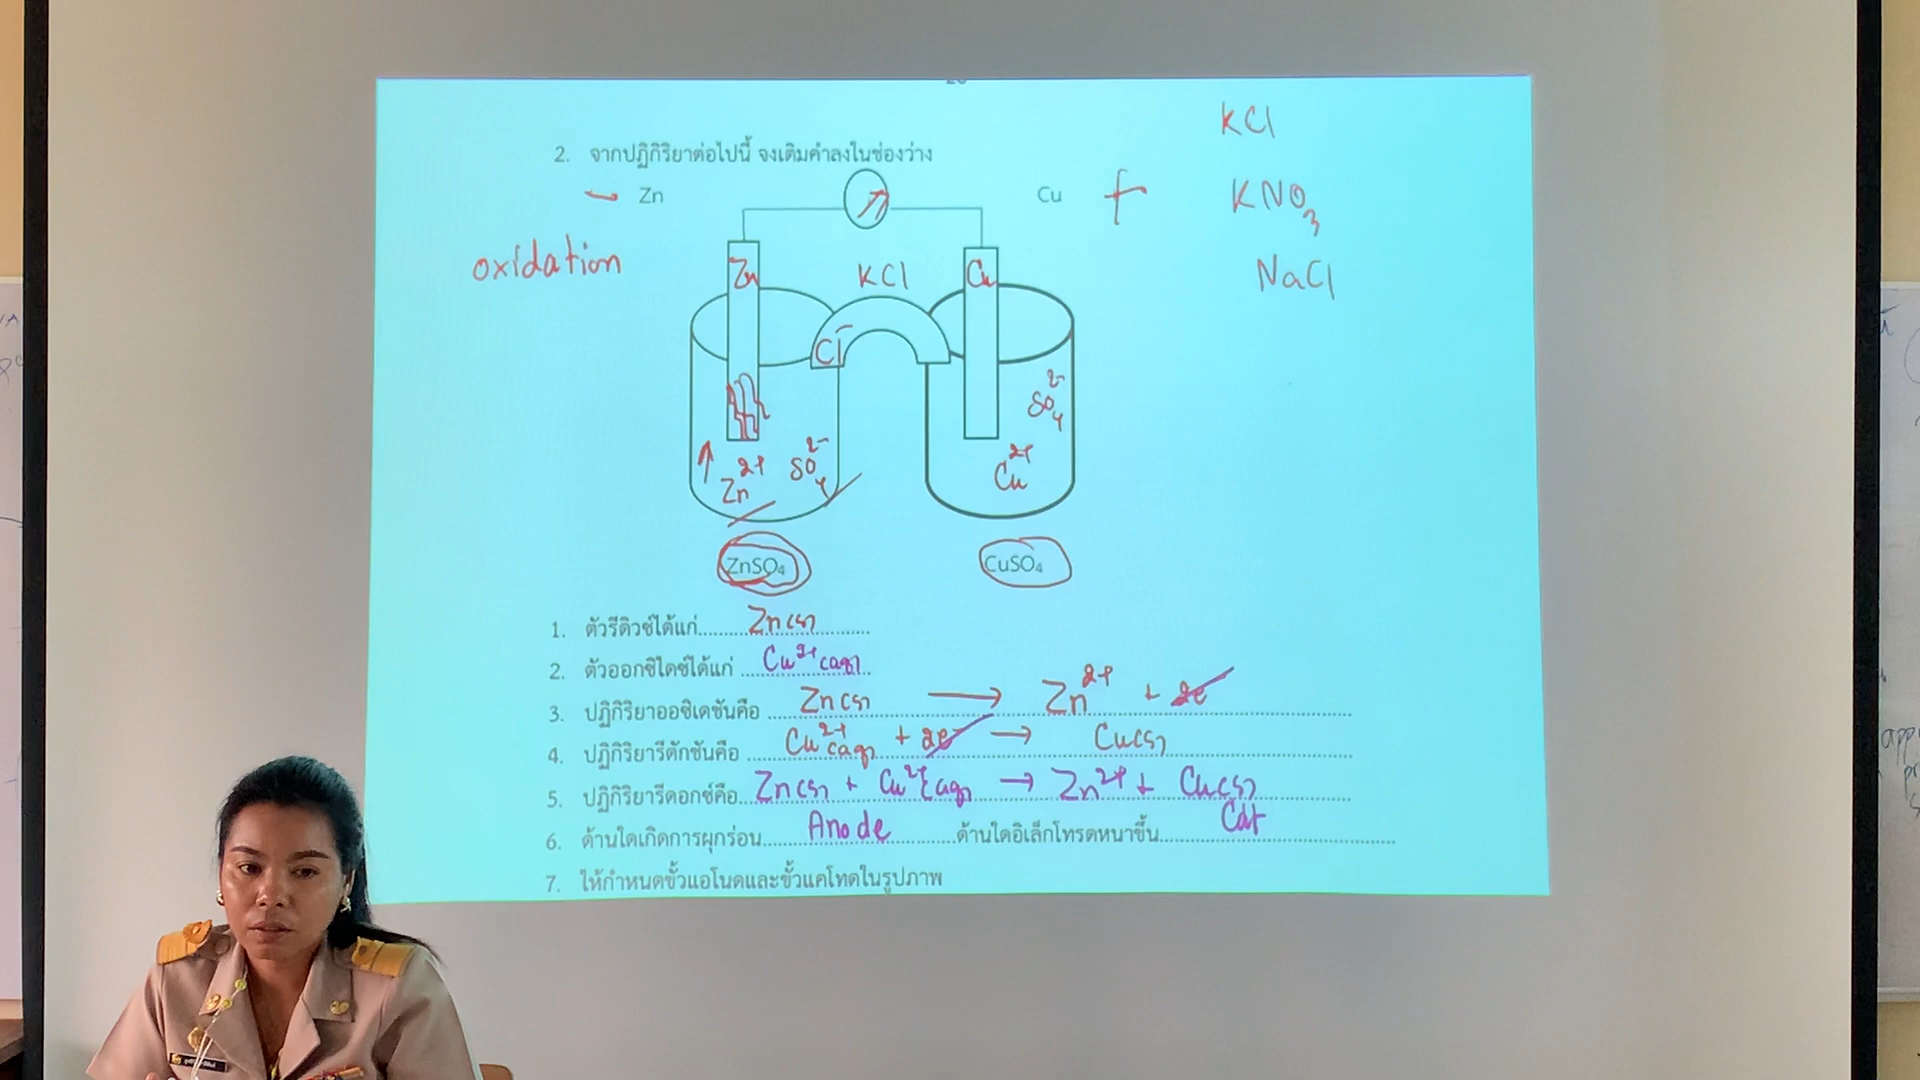 KCl
2. จากปฏิกิริยาต่อไปนี้ จงเติมคำลงในช่องว่าง
- Zn
Cu +
KNO3
oxidation
Zn
KCl
Cu
NaCl
Cl-
SO4 2-
Zn2+ SO4 2-
Cu2+
ZnSO4
CuSO4
1. ตัวรีดิวซ์ได้แก่.........Zn(s)..........
2. ตัวออกซิไดซ์ได้แก่ .....Cu2+(aq)..
3. ปฏิกิริยาออซิเดชันคือ Zn(s) → Zn2+ + 2e
4. ปฏิกิริยารีดักชันคือ Cu2+(aq) + 2e- → Cu(s)
5. ปฏิกิริยารีดอกซ์คือ Zn(s) + Cu2+(aq) → Zn2+ + Cu(s)
6. ด้านใดเกิดการผุกร่อน........Anode..........ด้านใดอิเล็กโทรดหนาขึ้น........Cat..........
7. ให้กำหนดขั้วแอโนดและขั้วแคโทดในรูปภาพ